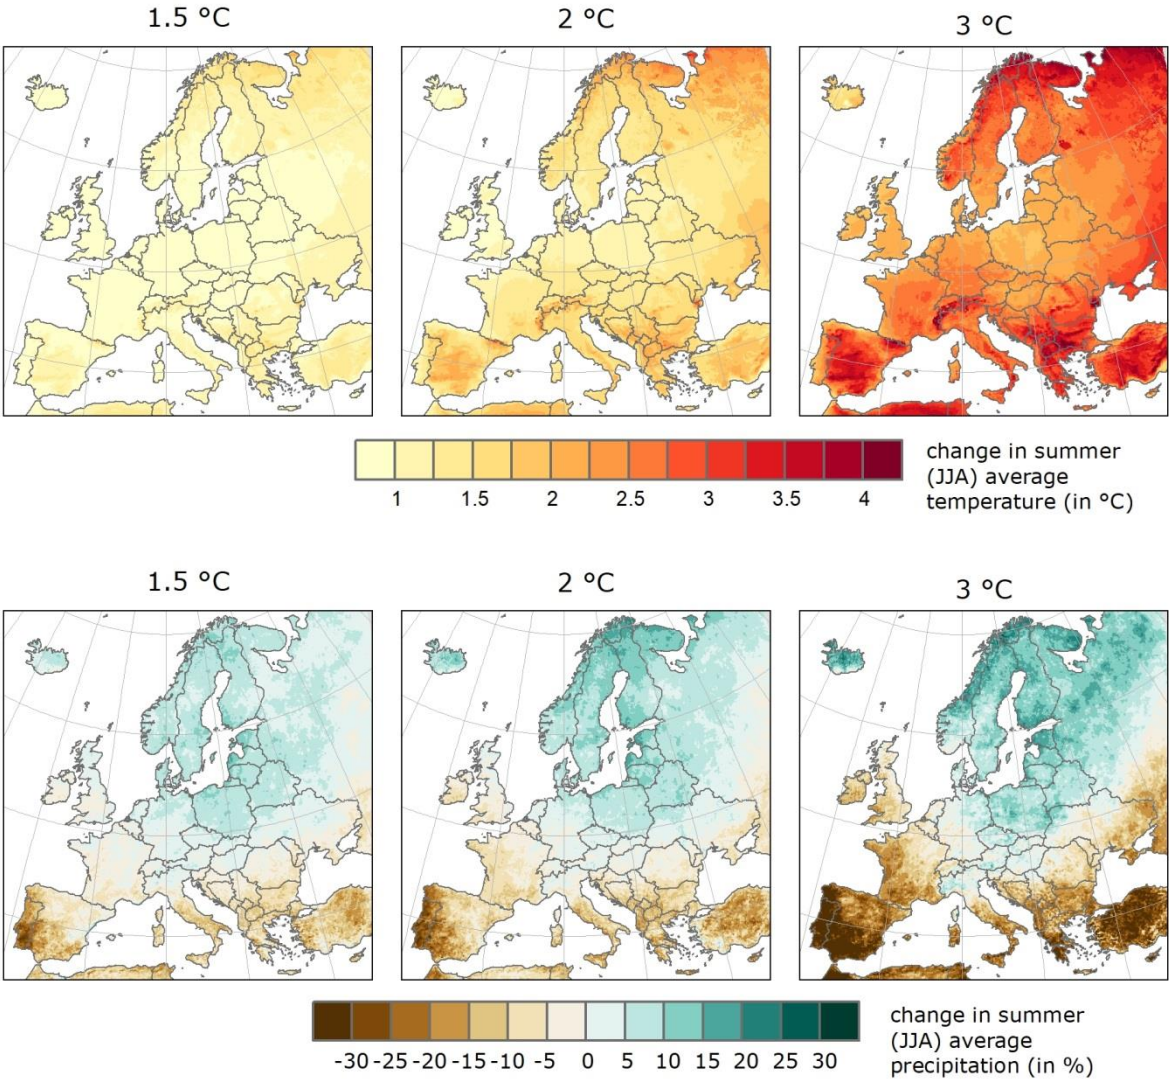 1.5 °C 2 °C 3 °C
1 1.5 2 2.5 3 3.5 4
change in summer
(JJA) average
temperature (in °C)
1.5 °C 2 °C 3 °C
-30 -25 -20 -15 -10 -5 0 5 10 15 20 25 30
change in summer
(JJA) average
precipitation (in %)